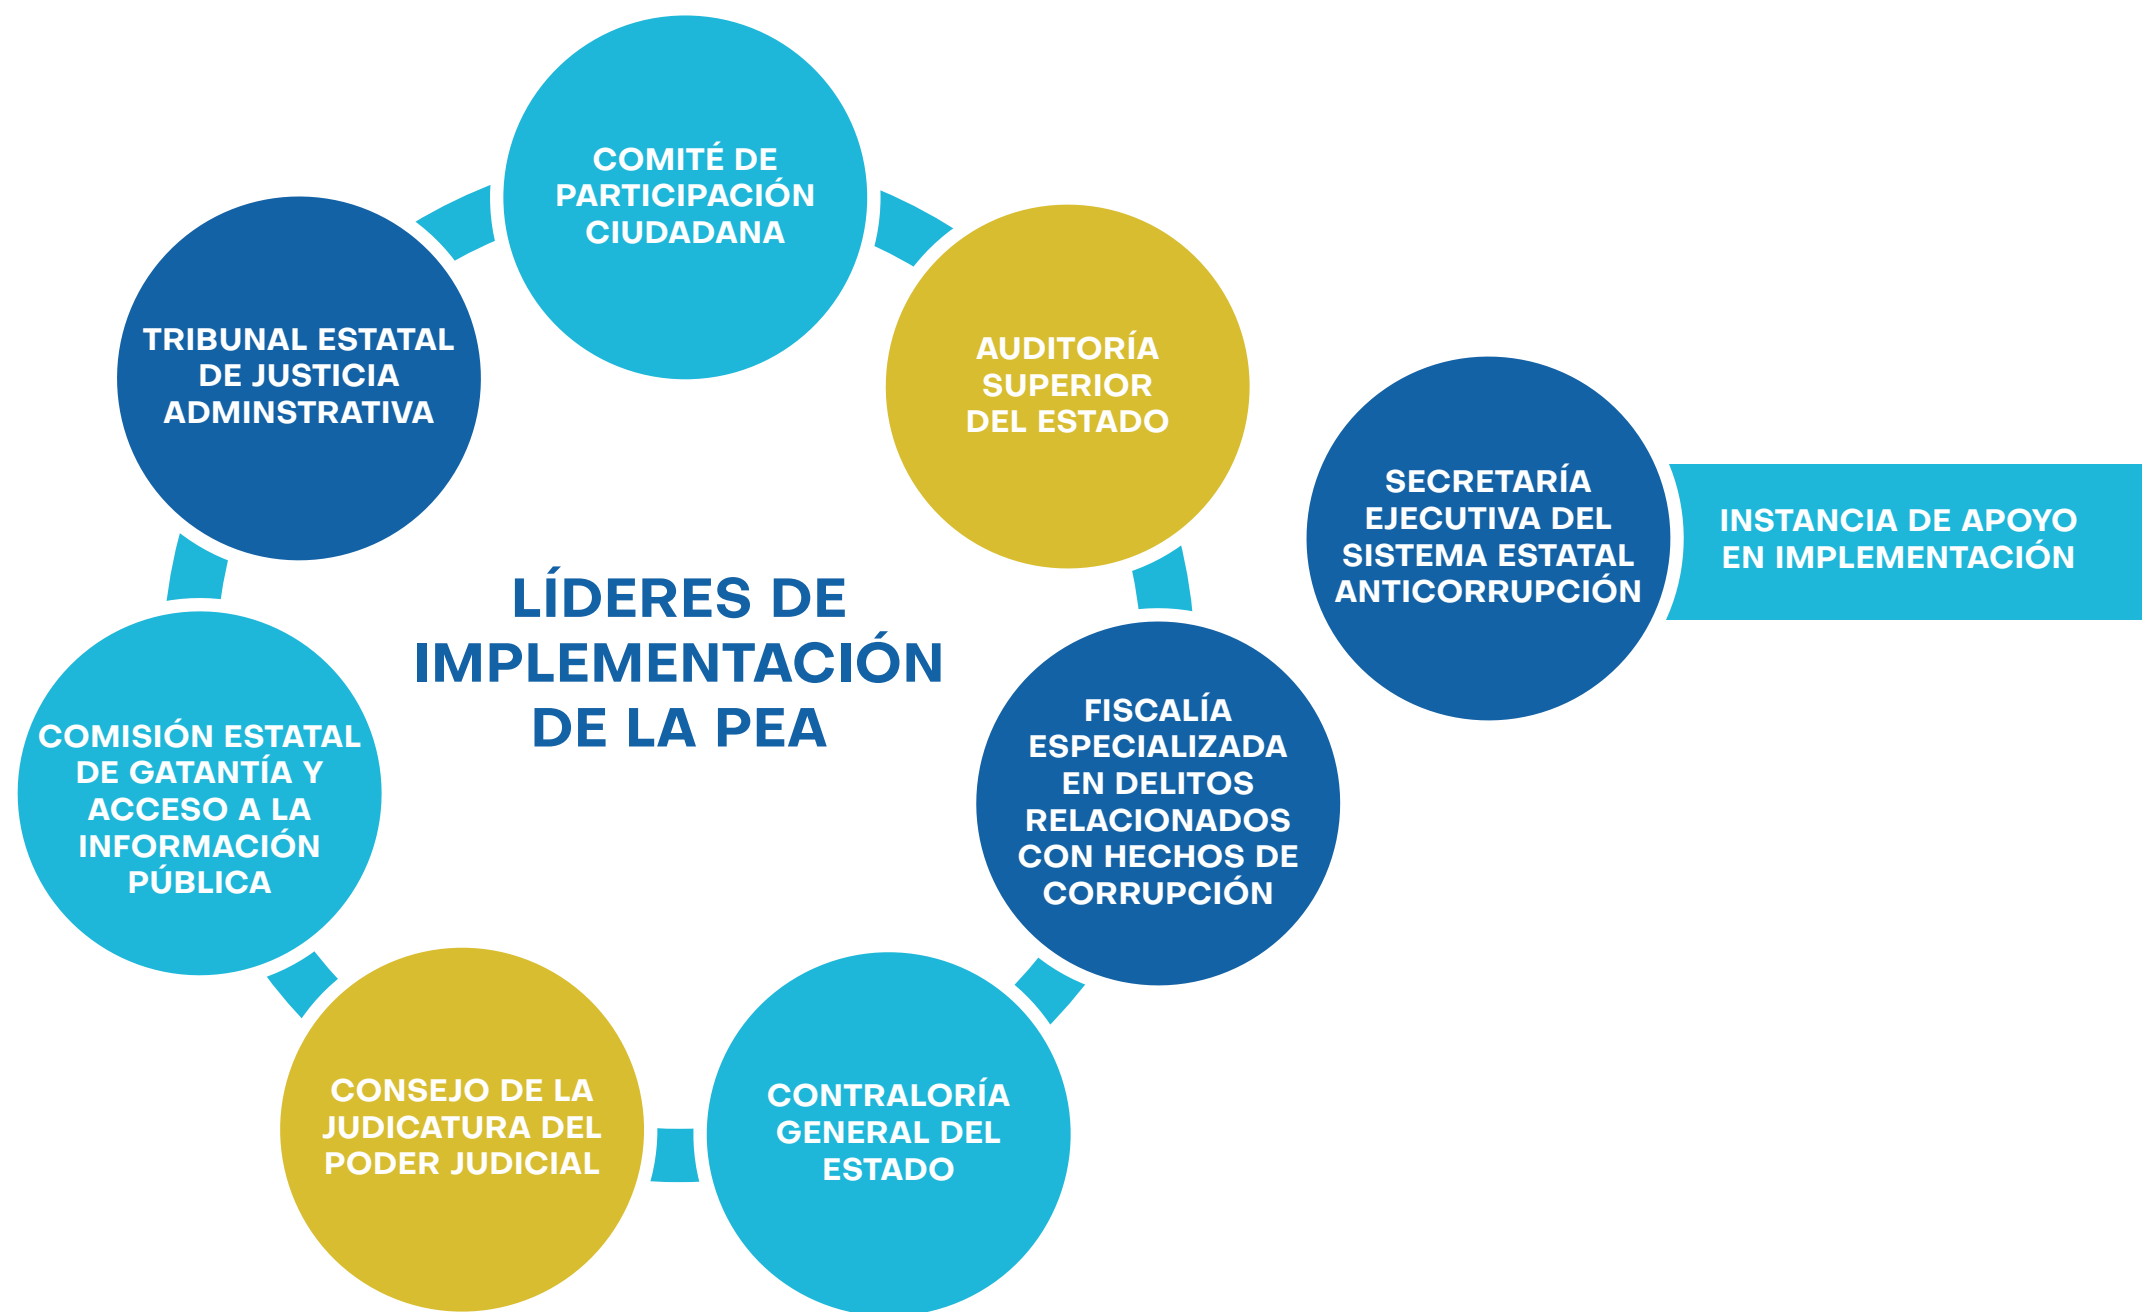 COMITÉ DE
PARTICIPACIÓN
CIUDADANA
TRIBUNAL ESTATAL
DE JUSTICIA
ADMINSTRATIVA
AUDITORÍA
SUPERIOR
DEL ESTADO
SECRETARÍA
EJECUTIVA DEL
SISTEMA ESTATAL
ANTICORRUPCIÓN
INSTANCIA DE APOYO
EN IMPLEMENTACIÓN
LÍDERES DE
IMPLEMENTACIÓN
DE LA PEA
COMISIÓN ESTATAL
DE GATANTÍA Y
ACCESO A LA
INFORMACIÓN
PÚBLICA
FISCALÍA
ESPECIALIZADA
EN DELITOS
RELACIONADOS
CON HECHOS DE
CORRUPCIÓN
CONSEJO DE LA
JUDICATURA DEL
PODER JUDICIAL
CONTRALORÍA
GENERAL DEL
ESTADO